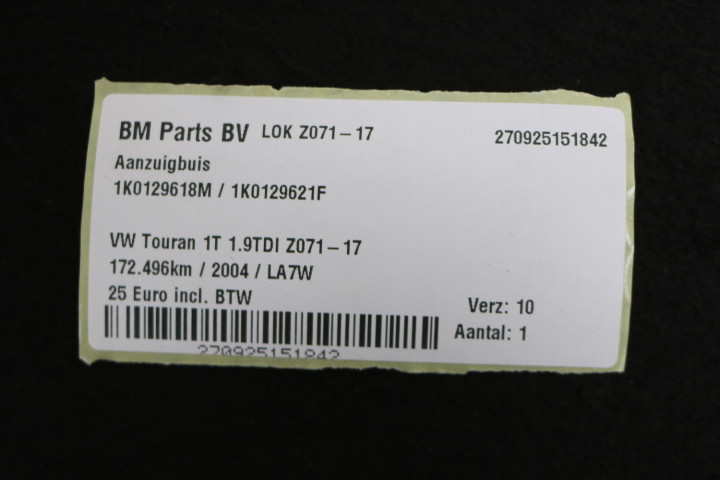 BM Parts BV LOK Z071-17 270925151842
Aanzuigbuis
1K0129618M / 1K0129621F
VW Touran 1T 1.9TDI Z071-17
172.496km / 2004 / LA7W
25 Euro incl. BTW
Verz: 10
Aantal: 1
270925151842